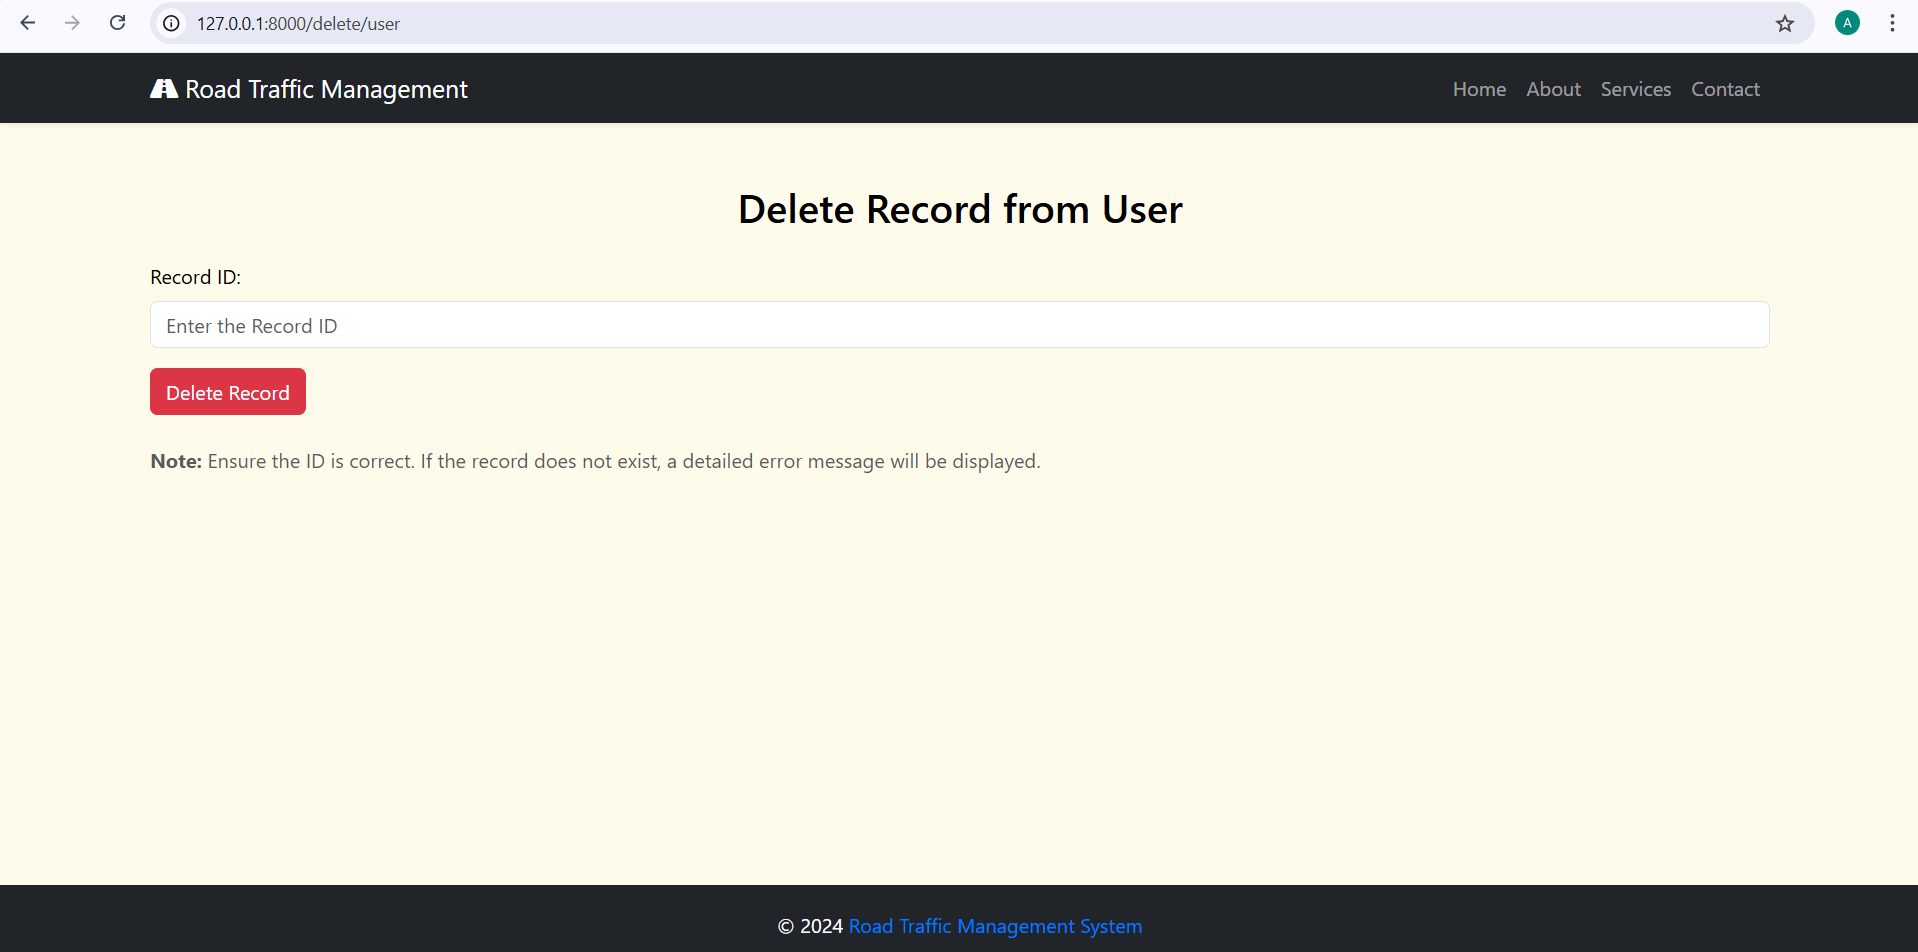 127.0.0.1:8000/delete/user
A
Road Traffic Management
Home About Services Contact
Delete Record from User
Record ID:
Enter the Record ID
Delete Record
Note: Ensure the ID is correct. If the record does not exist, a detailed error message will be displayed.
© 2024 Road Traffic Management System